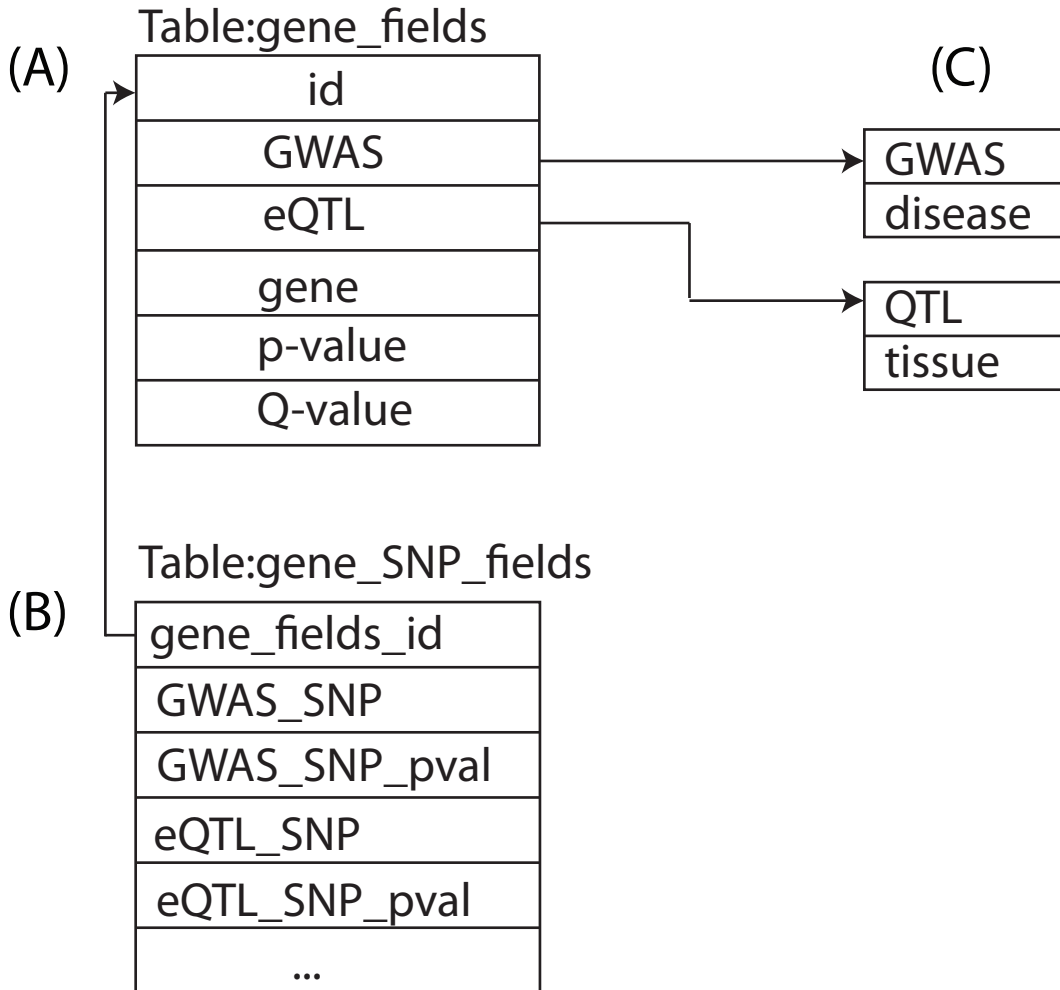 Table:gene_fields
(A)
id
GWAS
eQTL
gene
p-value
Q-value
(C)
GWAS
disease
QTL
tissue
Table:gene_SNP_fields
(B)
gene_fields_id
GWAS_SNP
GWAS_SNP_pval
eQTL_SNP
eQTL_SNP_pval
...